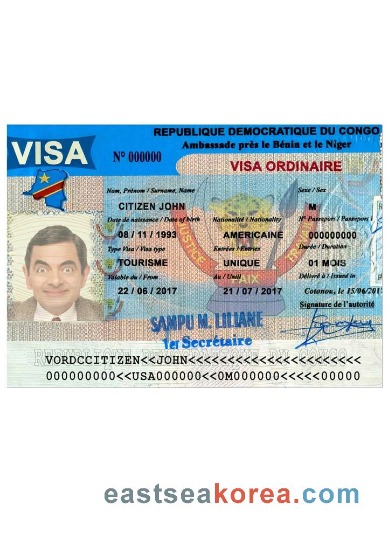 REPUBLIQUE DEMOCRATIQUE DU CONGO
Ambassade près le Bénin et le Niger
VISA
N° 000000
VISA ORDINAIRE
Nom, Prénom / Surname, Name
Sexe / Sex
CITIZEN JOHN
M
Date de naissance / Date of birth
Nationalité / Nationality
N° Passeport / Passport
08 / 11 / 1993
AMERICAINE
000000000
Type Visa / Visa type
Entrées / Entries
Durée / Duration
TOURISME
UNIQUE
01 MOIS
Valable du / From
Au / Until
Délivré à / Issued in
22 / 06 / 2017
21 / 07 / 2017
Cotonou, le 15/06/201
Signature de l'autorité
JUSTICE
PAIX
SAMPU M. LILIANE
1er Secrétaire
VORDCCITIZEN<<JOHN<<<<<<<<<<<<<<<<<<<<<<
000000000<<USA000000<<0M000000<<<<<00000
eastseakorea.com